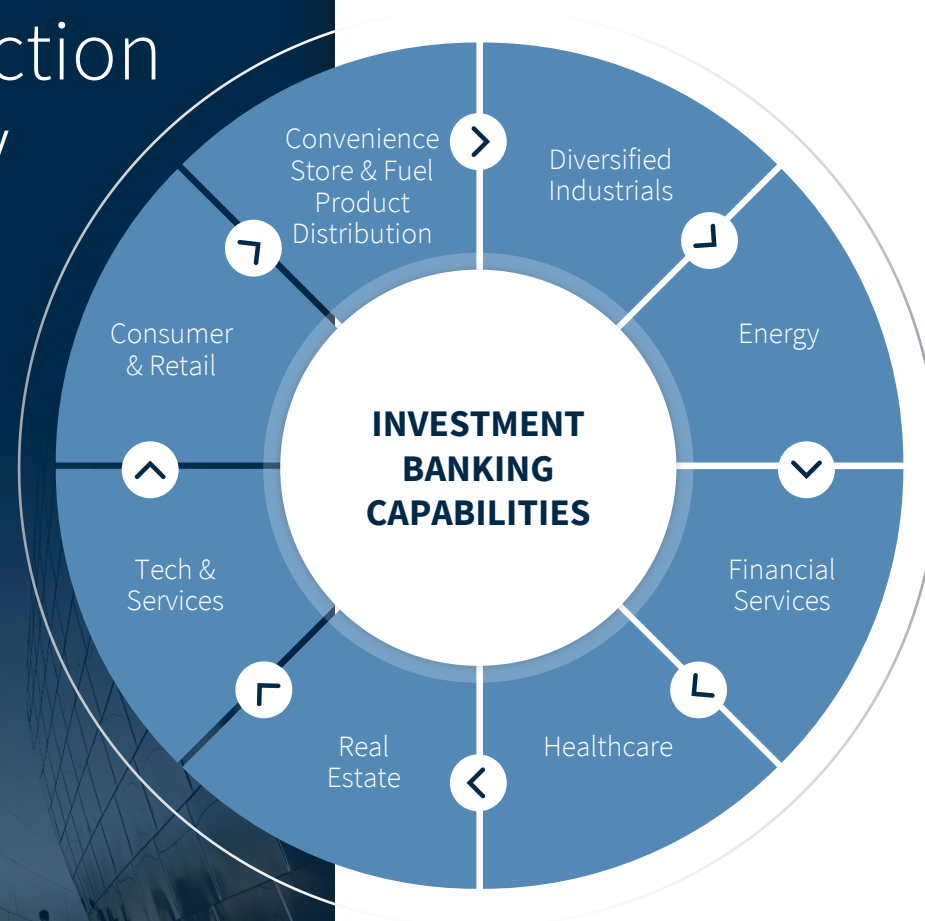 INVESTMENT
BANKING
CAPABILITIES
Convenience
Store & Fuel
Product
Distribution
Diversified
Industrials
Energy
Financial
Services
Healthcare
Real
Estate
Tech &
Services
Consumer
& Retail